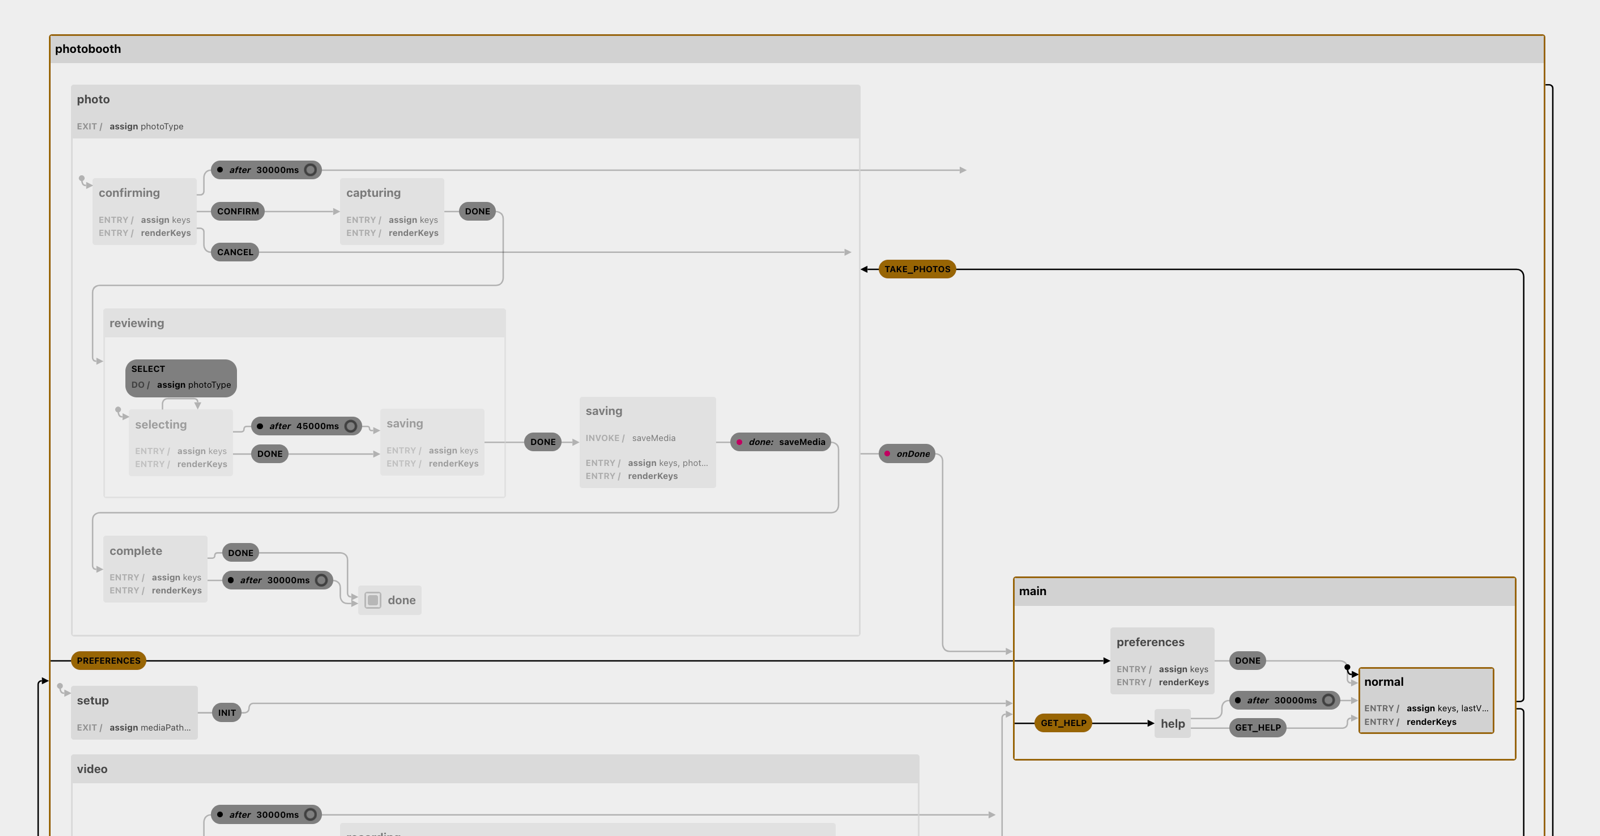 photobooth
photo
EXIT / assign photoType
after 30000ms
confirming
ENTRY / assign keys
ENTRY / renderKeys
CONFIRM
CANCEL
capturing
ENTRY / assign keys
ENTRY / renderKeys
DONE
TAKE_PHOTOS
reviewing
SELECT
DO / assign photoType
selecting
ENTRY / assign keys
ENTRY / renderKeys
after 45000ms
DONE
saving
ENTRY / assign keys
ENTRY / renderKeys
DONE
saving
INVOKE / saveMedia
ENTRY / assign keys, phot...
ENTRY / renderKeys
done: saveMedia
onDone
complete
ENTRY / assign keys
ENTRY / renderKeys
DONE
after 30000ms
done
main
PREFERENCES
preferences
ENTRY / assign keys
ENTRY / renderKeys
DONE
normal
ENTRY / assign keys, lastV...
ENTRY / renderKeys
GET_HELP
help
after 30000ms
GET_HELP
setup
EXIT / assign mediaPath...
INIT
video
after 30000ms